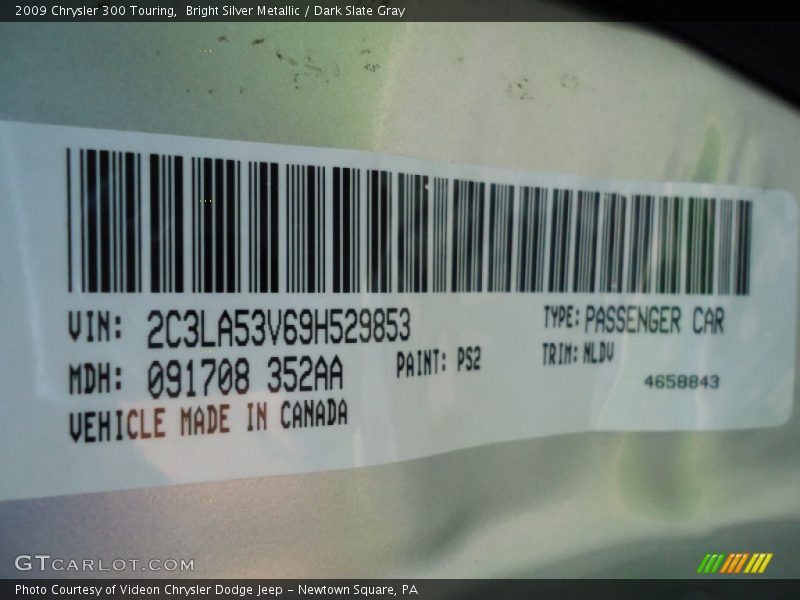 2009 Chrysler 300 Touring,  Bright Silver Metallic / Dark Slate Gray
VIN: 2C3LA53V69H529853
TYPE: PASSENGER CAR
MDH: 091708 352AA
PAINT: PS2
TRIM: NLDV
4658843
VEHICLE MADE IN CANADA
GTCARLOT.COM
Photo Courtesy of Videon Chrysler Dodge Jeep - Newtown Square, PA